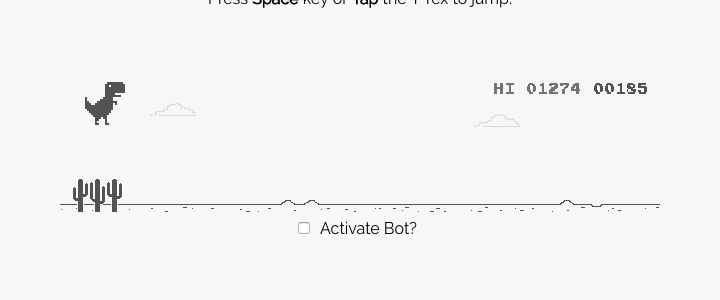 Press Space key or Tap the T-rex to jump.
HI 01274 00185
Activate Bot?